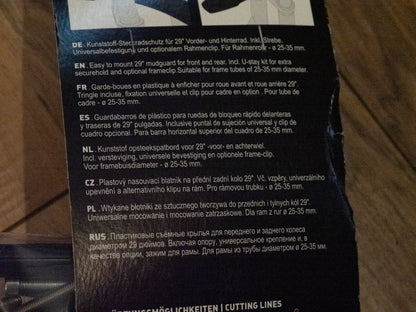 DE . Kunststoff-Steckradschutz für 29" Vorder- und Hinterrad. Inkl. Strebe,
Universalbefestigung und optionalem Rahmenclip. Für Rahmenrohr - ø 25-35 mm.
EN . Easy to mount 29" mudguard for front and rear. Incl. U-stay kit for extra
securehold and optional frameclip.Suitable for frame tubes of 25-35 mm diameter.
FR . Garde-boues en plastique à enficher pour roue avant et roue arrière 29"
Tringle incluse, fixation universelle et clip pour cadre en option . Pour tube de
cadre - ø 25-35 mm.
ES . Guardabarros de plástico para ruedas de bloqueo rápido delanteras
y traseras de 29" pulgadas. Inclusive puntal de sujeción universal y clip de
cuadro opcional. Para barra horizontal superior del cuadro de 25-35 mm.
NL . Kunststof opsteekspatbord voor 29" -voor- en achterwiel.
Incl. versteviging, universele bevestiging en optionele frame-clip.
Voor framebuisdiameter - ø 25-35 mm.
CZ . Plastový nasouvací blatník na přední zadní kolo 29". Vč. vzpěry, univerzálního
upevnění a alternativního klipu na rám. Pro rámovou trubku - ø 25-35 mm.
PL . Wtykane błotniki ze sztucznego tworzywa do przednich i tylnych kół 29".
Uniwersalne mocowanie i mocowanie zatrzaskowe. Dla ram z rur ø 25-35 mm.
RUS . Пластиковые съёмные крылья для переднего и заднего колеса
диаметром 29 дюймов. Включая опору, универсальное крепление и, в
качестве опции, зажим для рамы. Для рамы из трубы диаметром ø 25-35 mm.
MÖGLICHKEITEN | CUTTING LINES